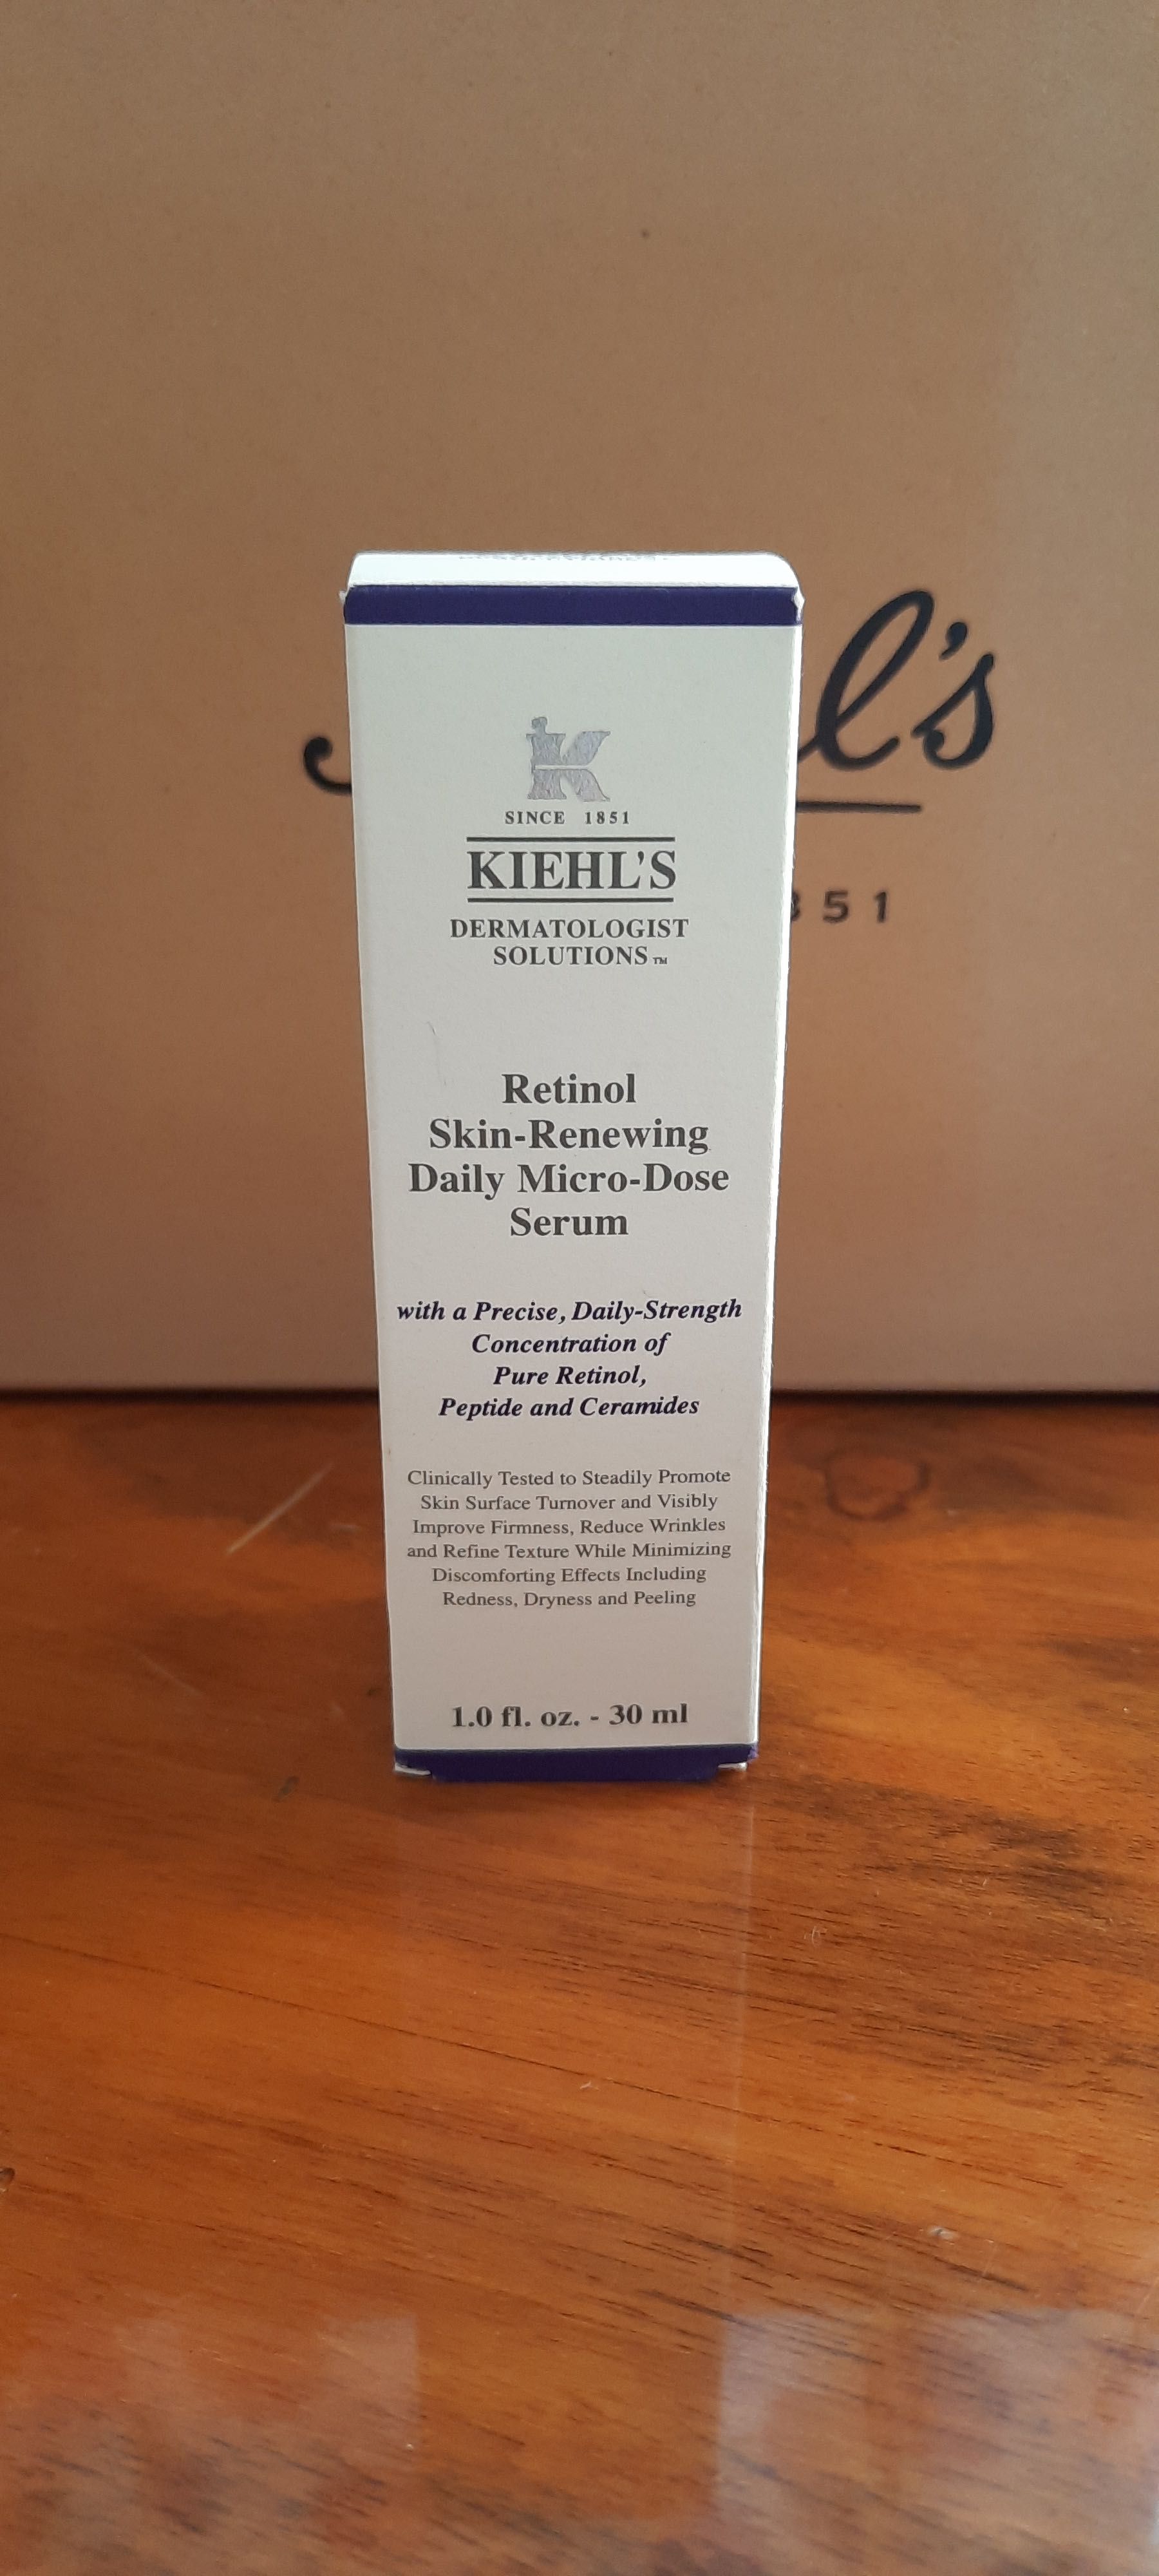 SINCE 1851
KIEHL'S
DERMATOLOGIST
SOLUTIONS™
Retinol
Skin-Renewing
Daily Micro-Dose
Serum
with a Precise, Daily-Strength
Concentration of
Pure Retinol,
Peptide and Ceramides
Clinically Tested to Steadily Promote
Skin Surface Turnover and Visibly
Improve Firmness, Reduce Wrinkles
and Refine Texture While Minimizing
Discomforting Effects Including
Redness, Dryness and Peeling
1.0 fl. oz. - 30 ml
l's
51